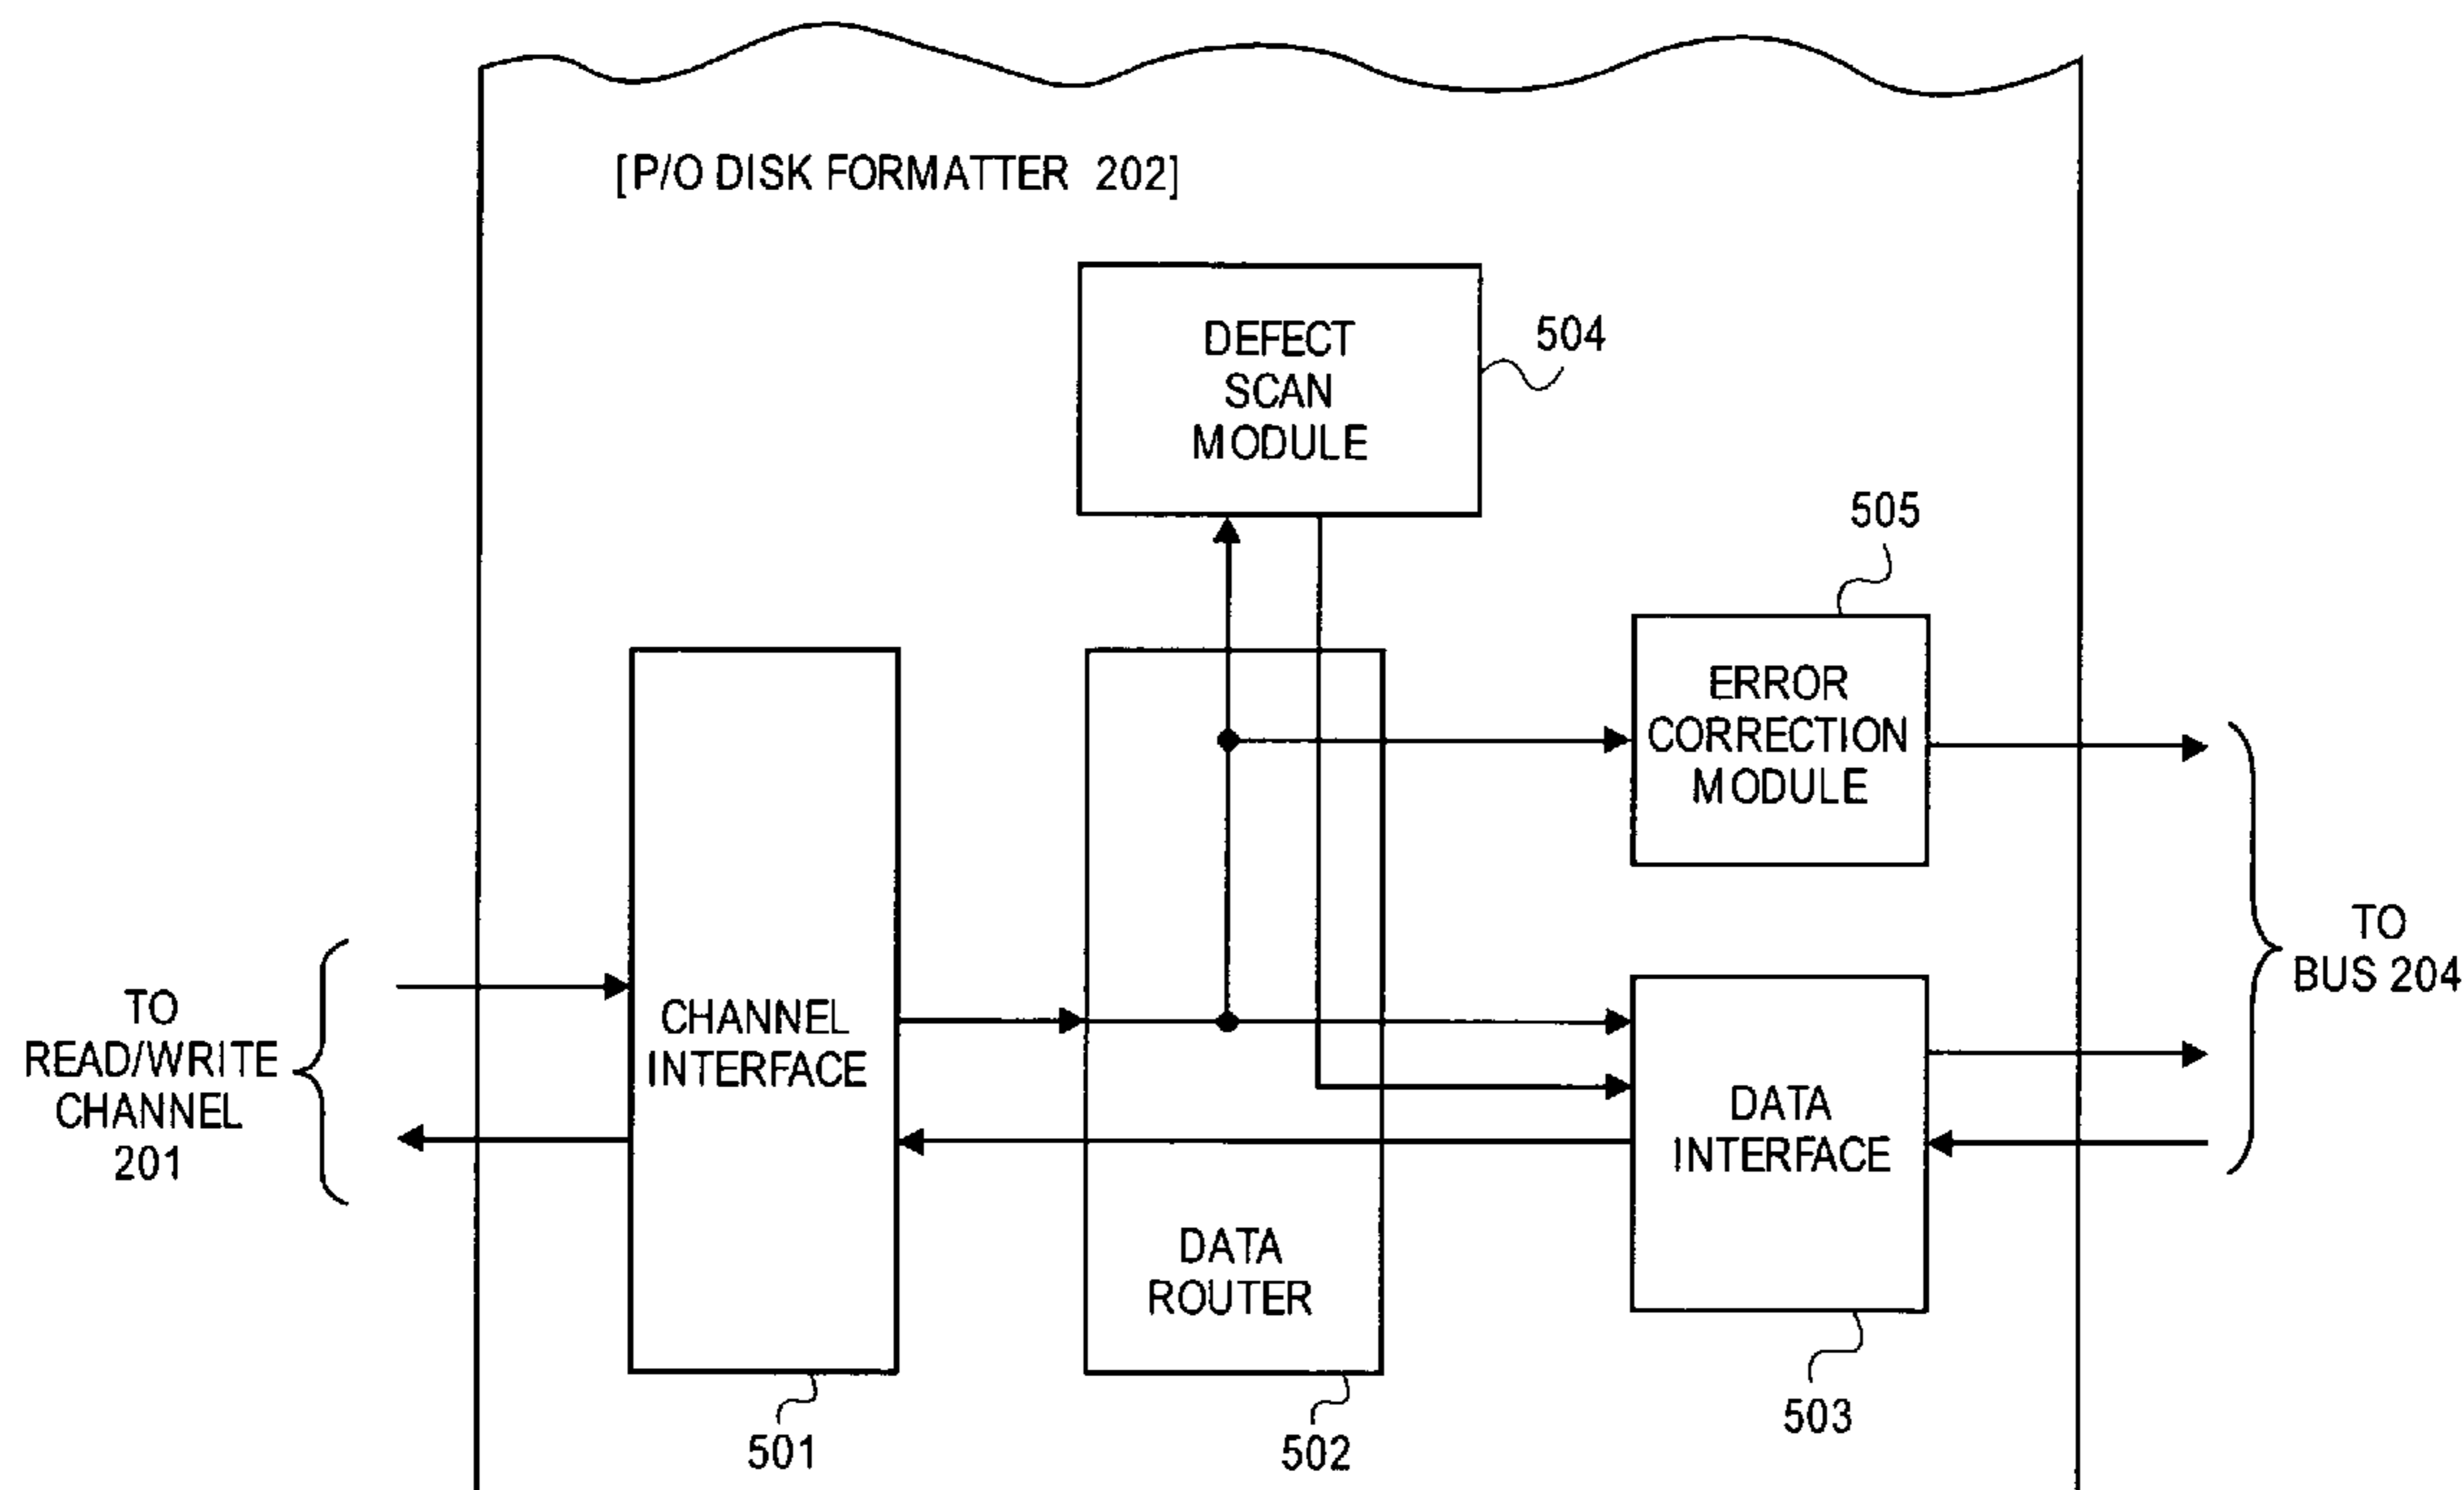 [P/O DISK FORMATTER 202]
DEFECT
SCAN
MODULE
504
505
ERROR
CORRECTION
MODULE
TO
READ/WRITE
CHANNEL
201
CHANNEL
INTERFACE
DATA
ROUTER
DATA
INTERFACE
TO
BUS 204
501
502
503